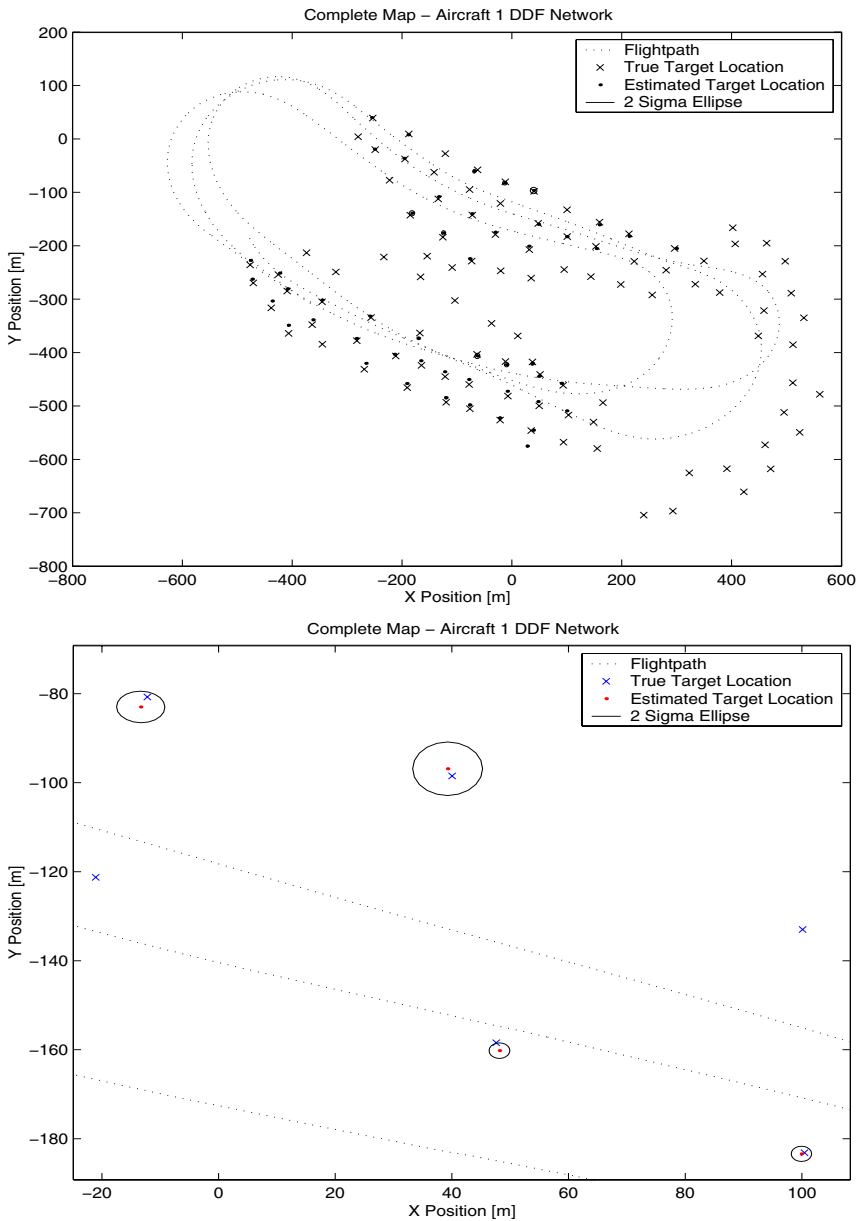 Complete Map − Aircraft 1 DDF Network
Flightpath
True Target Location
Estimated Target Location
2 Sigma Ellipse
200
100
0
−100
−200
−300
−400
−500
−600
−700
−800
Y Position [m]
−800
−600
−400
−200
0
200
400
600
X Position [m]
Complete Map − Aircraft 1 DDF Network
Flightpath
True Target Location
Estimated Target Location
2 Sigma Ellipse
−80
−100
−120
−140
−160
−180
Y Position [m]
−20
0
20
40
60
80
100
X Position [m]